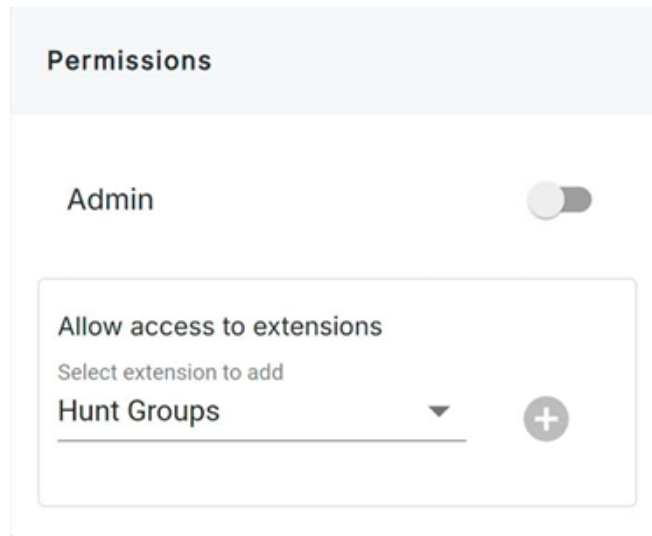 Permissions
Admin
Allow access to extensions
Select extension to add
Hunt Groups